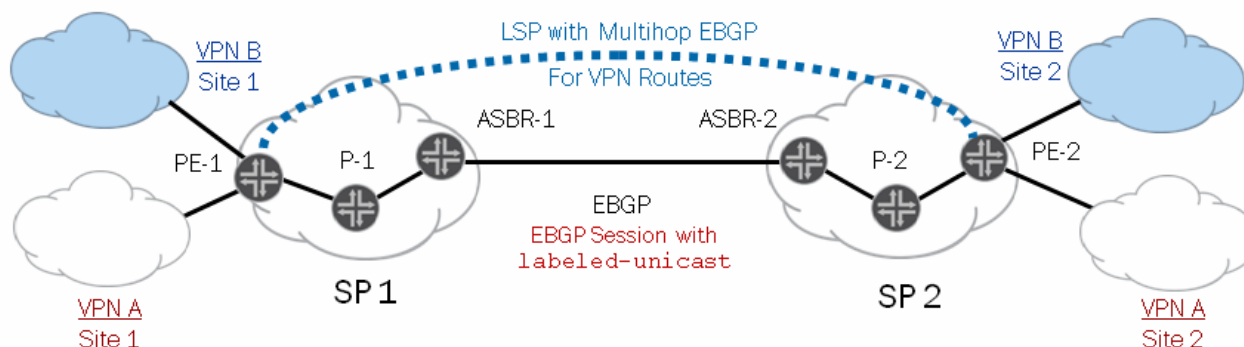 LSP with Multihop EBGP
For VPN Routes
VPN B
Site 1
VPN B
Site 2
ASBR-1
ASBR-2
PE-1
P-1
P-2
PE-2
EBGP
EBGP Session with
labeled-unicast
SP 1
SP 2
VPN A
Site 1
VPN A
Site 2